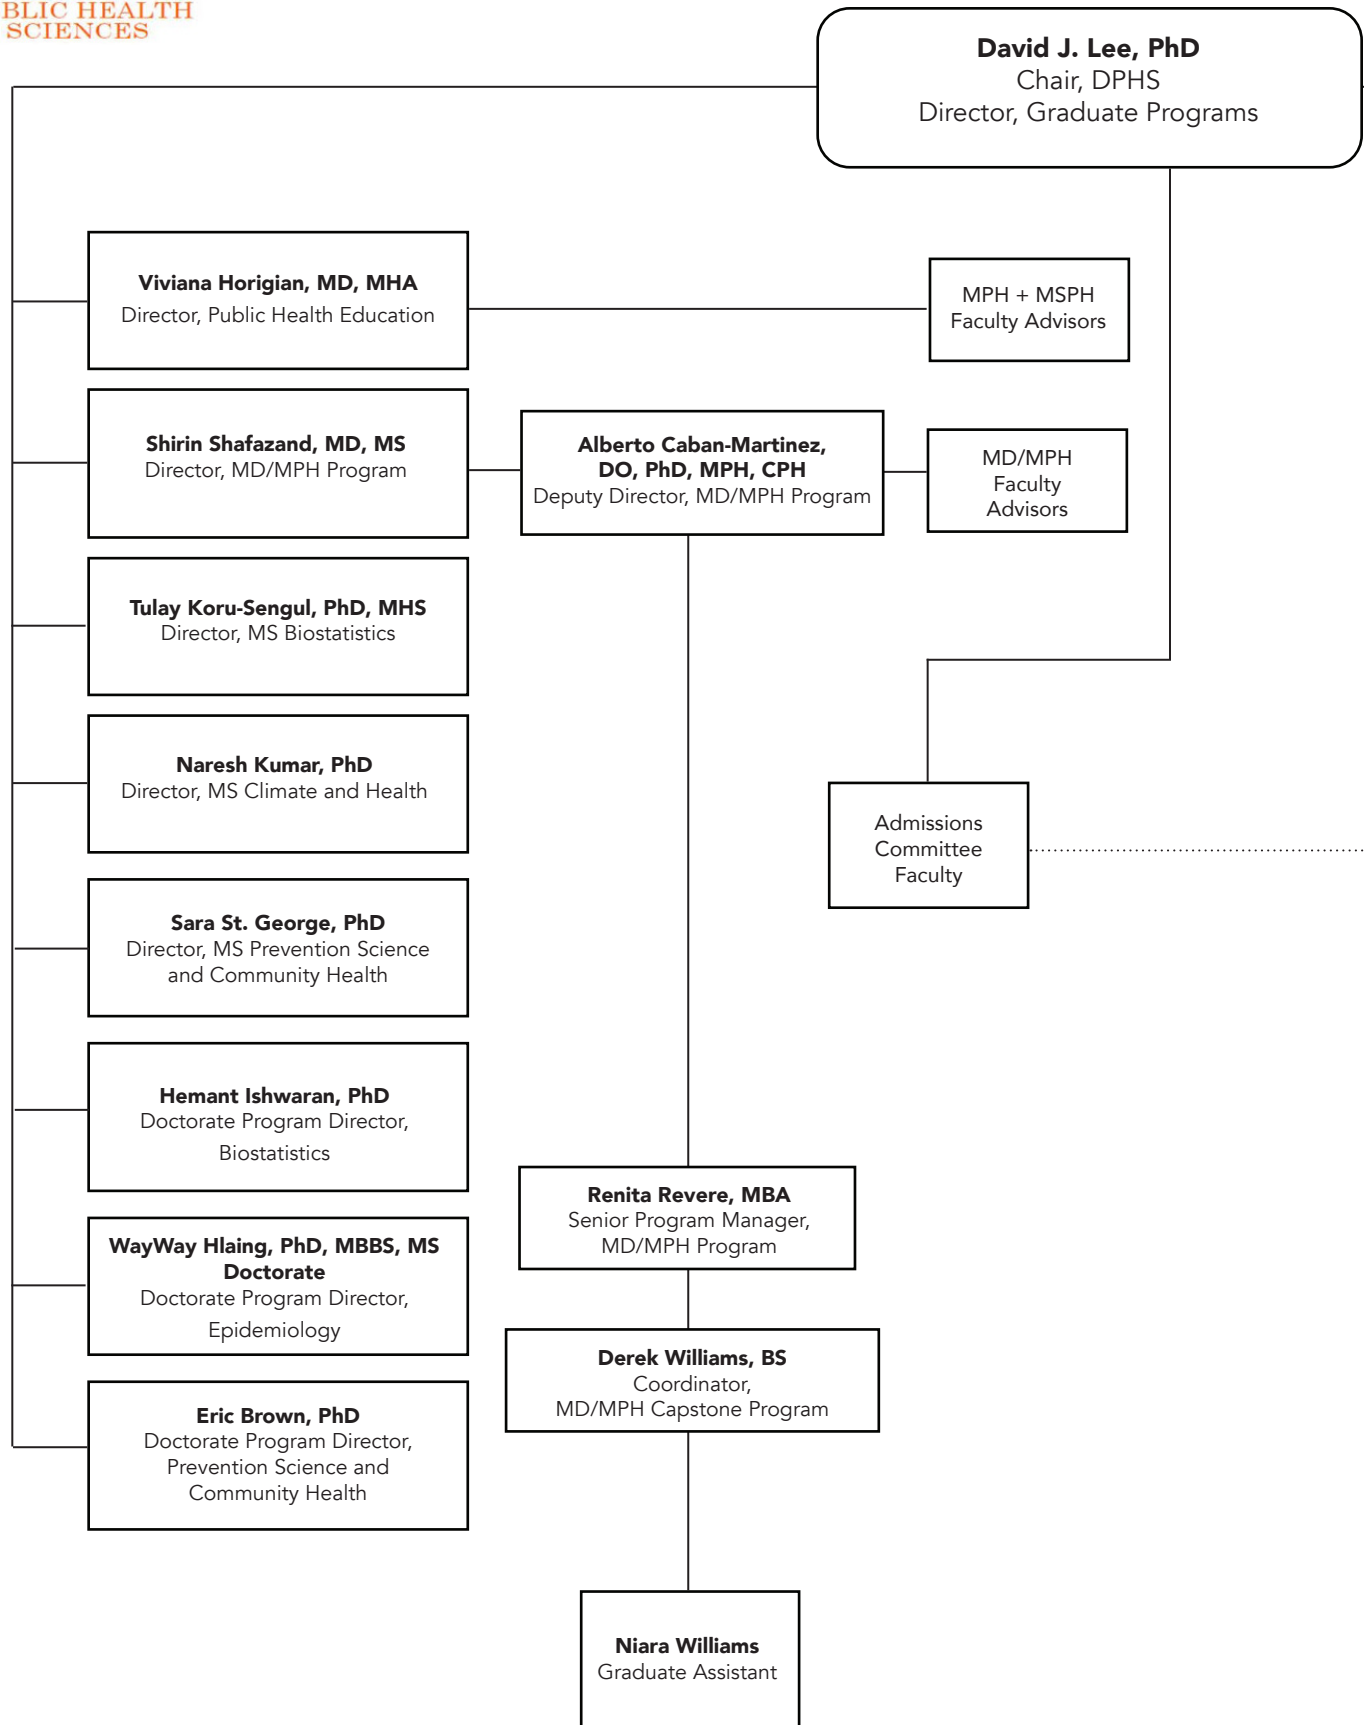 BLIC HEALTH
SCIENCES
David J. Lee, PhD
Chair, DPHS
Director, Graduate Programs
Viviana Horigian, MD, MHA
Director, Public Health Education
MPH + MSPH
Faculty Advisors
Shirin Shafazand, MD, MS
Director, MD/MPH Program
Alberto Caban-Martinez,
DO, PhD, MPH, CPH
Deputy Director, MD/MPH Program
MD/MPH
Faculty
Advisors
Tulay Koru-Sengul, PhD, MHS
Director, MS Biostatistics
Naresh Kumar, PhD
Director, MS Climate and Health
Admissions
Committee
Faculty
Sara St. George, PhD
Director, MS Prevention Science
and Community Health
Hemant Ishwaran, PhD
Doctorate Program Director,
Biostatistics
Renita Revere, MBA
Senior Program Manager,
MD/MPH Program
WayWay Hlaing, PhD, MBBS, MS
Doctorate
Doctorate Program Director,
Epidemiology
Derek Williams, BS
Coordinator,
MD/MPH Capstone Program
Eric Brown, PhD
Doctorate Program Director,
Prevention Science and
Community Health
Niara Williams
Graduate Assistant